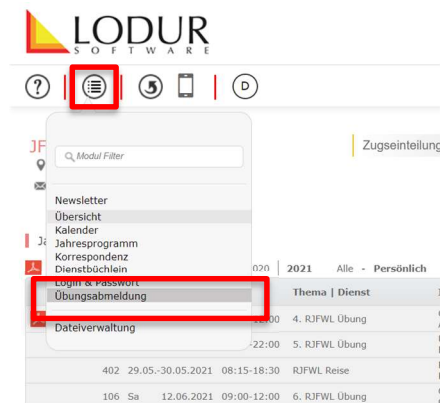 LODUR
SOFTWARE
? D
JF Zugseinteilung
Modul Filter
Newsletter
Übersicht
Kalender
Jahresprogramm
Korrespondenz
Dienstbüchlein 020 | 2021 Alle - Persönlich
Login & Passwort Thema | Dienst
Übungsabmeldung
-12:00 4. RJFWL Übung
Dateiverwaltung
-22:00 5. RJFWL Übung
402 29.05.-30.05.2021 08:15-18:30 RJFWL Reise
106 Sa 12.06.2021 09:00-12:00 6. RJFWL Übung